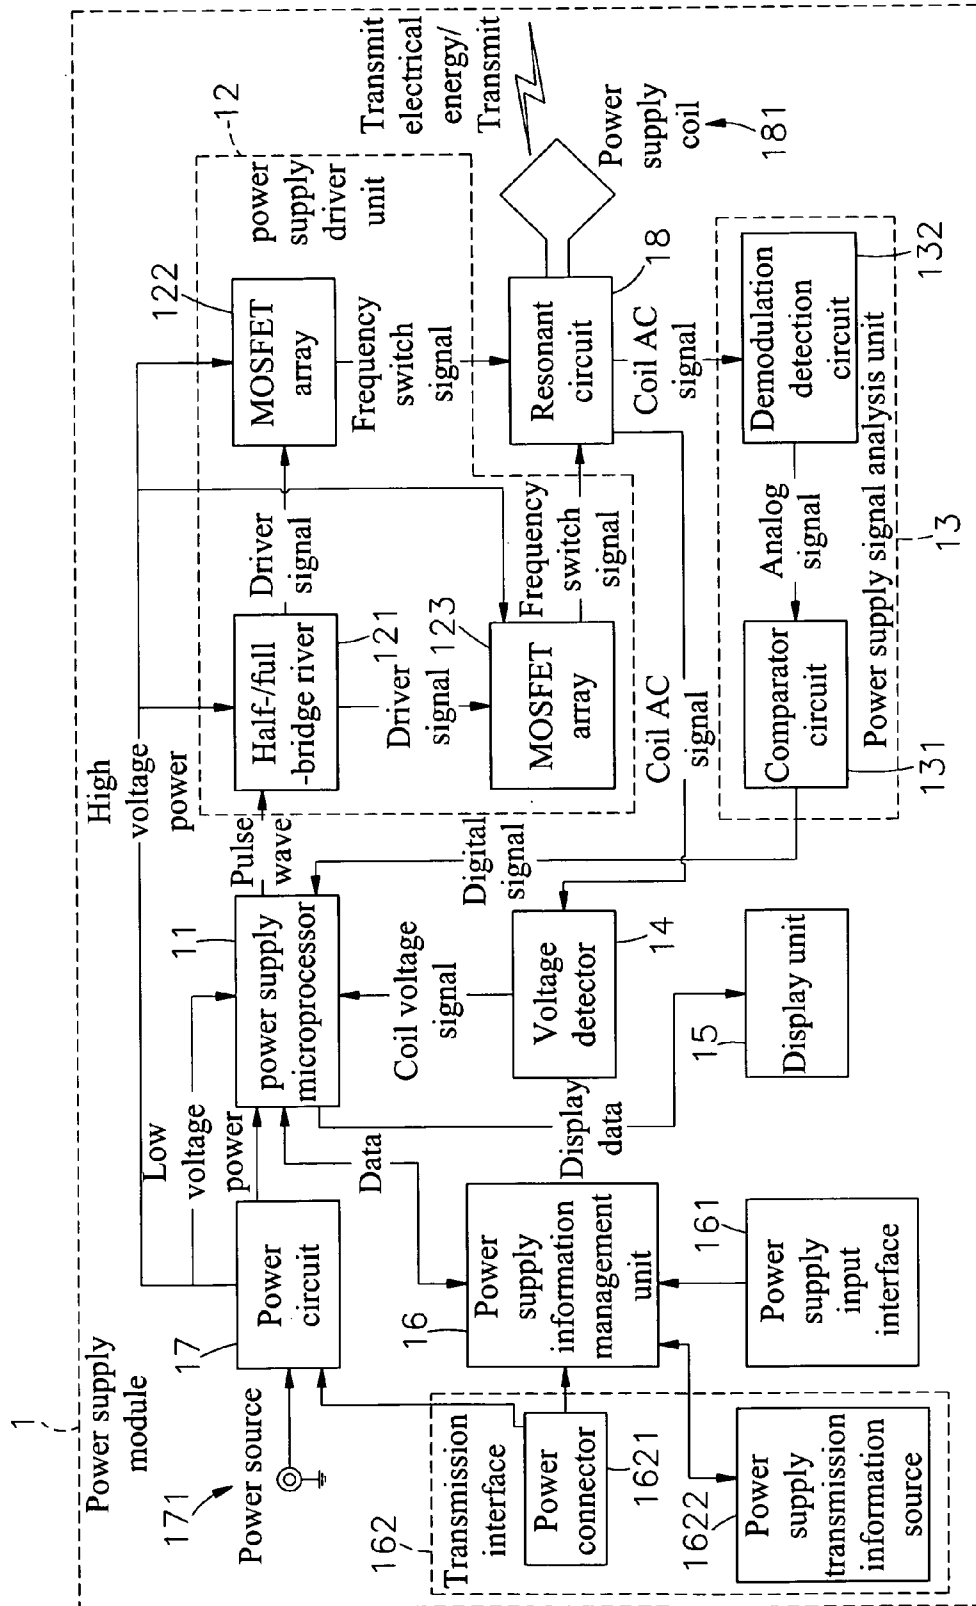 1
Power supply
module
171
Power source
17
Power
circuit
High
voltage
power
Low
voltage
power
11
power supply
microprocessor
Pulse
wave
Half-/full
-bridge river
121
Driver
signal
122
MOSFET
array
power
supply
driver
unit
12
Driver
signal
123
MOSFET
array
Frequency
switch
signal
Frequency
switch
signal
Transmit
electrical
energy/
Transmit
Resonant
circuit
18
Power
supply
coil
181
Coil AC
signal
Coil AC
signal
Data
Coil voltage
signal
Digital
signal
Voltage
detector
14
Display
data
15
Display unit
16
Power
supply
information
management
unit
161
Power
supply
input
interface
162
Transmission
interface
Power
connector
1621
1622
Power
supply
transmission
information
source
Comparator
circuit
131
Analog
signal
Demodulation
detection
circuit
132
Power supply signal analysis unit
13